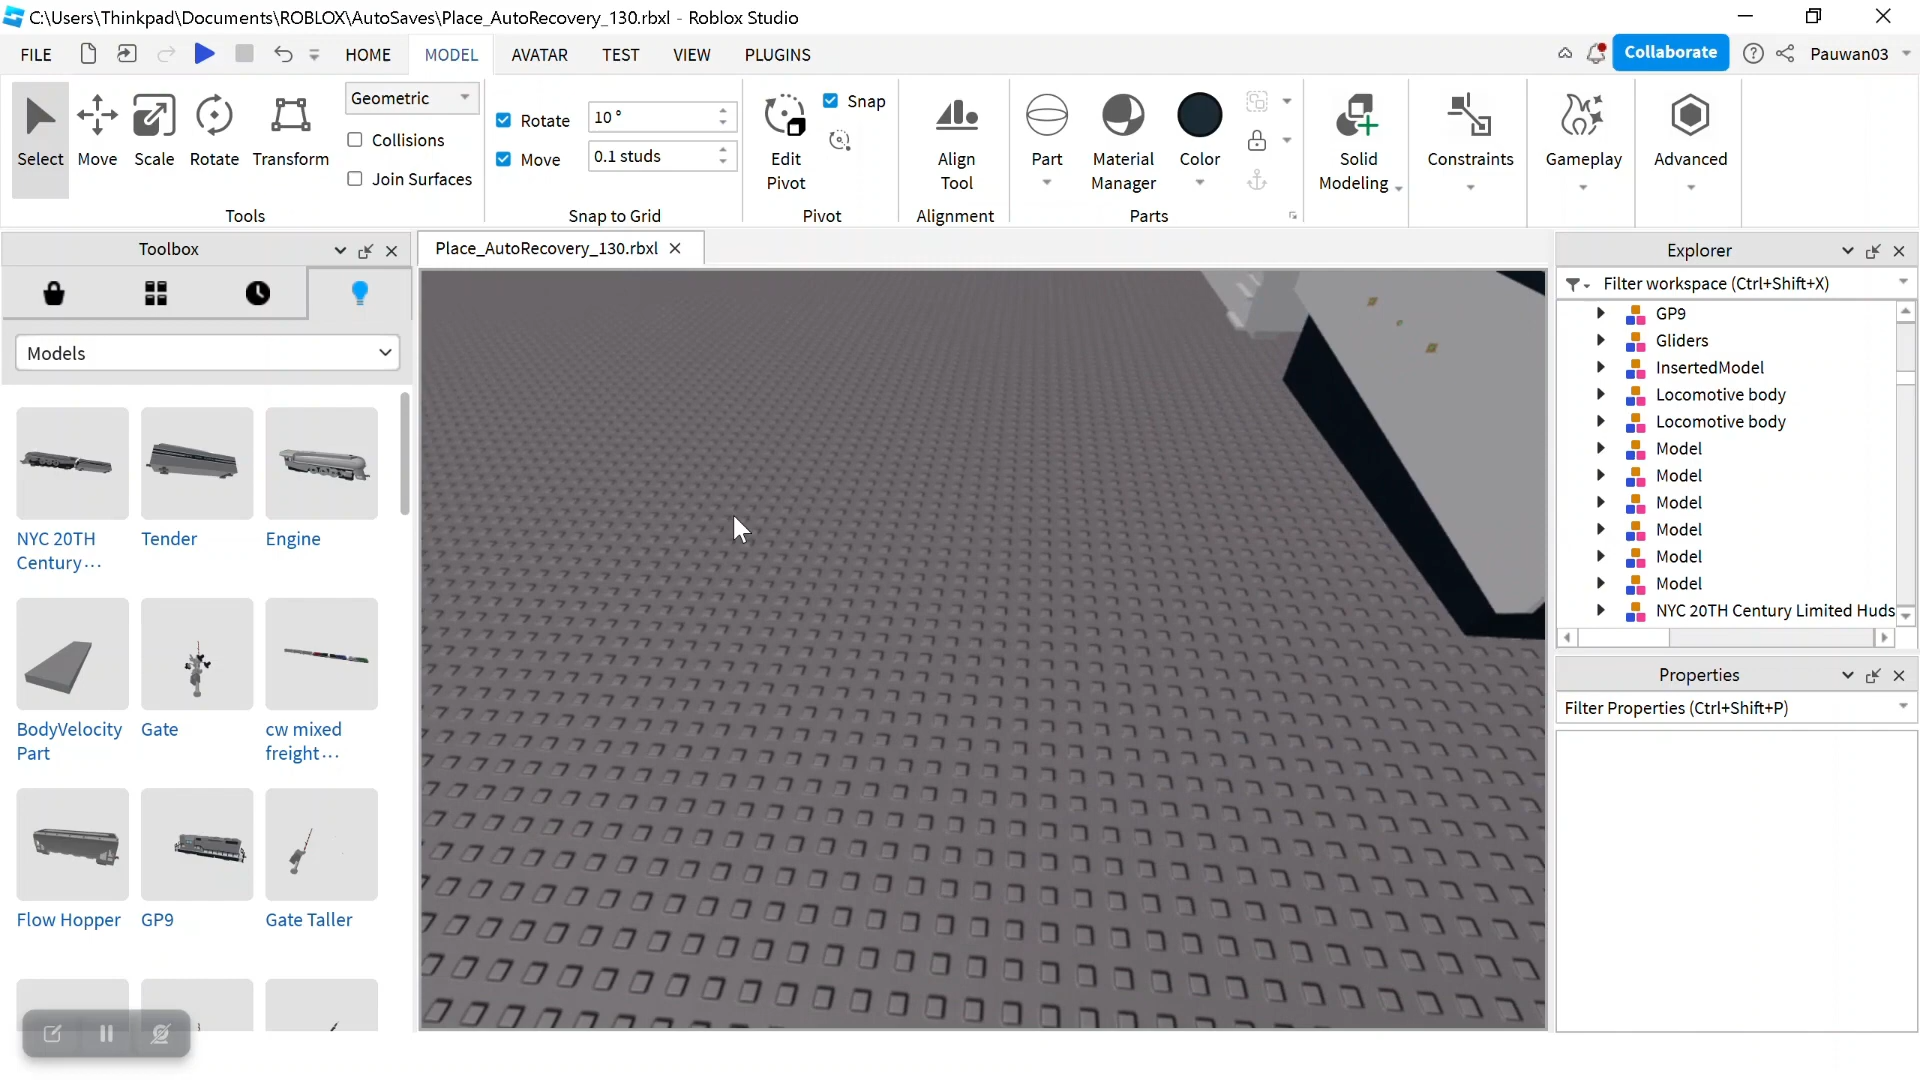 C:\Users\Thinkpad\Documents\ROBLOX\AutoSaves\Place_AutoRecovery_130.rbxl - Roblox Studio
FILE
HOME
MODEL
AVATAR
TEST
VIEW
PLUGINS
Collaborate
Pauwan03
Select
Move
Scale
Rotate
Transform
Geometric
Collisions
Join Surfaces
Tools
Rotate
10 °
Move
0.1 studs
Snap to Grid
Edit
Pivot
Snap
Pivot
Align
Tool
Alignment
Part
Material
Manager
Color
Parts
Solid
Modeling
Constraints
Gameplay
Advanced
Toolbox
Models
NYC 20TH
Century...
Tender
Engine
BodyVelocity
Part
Gate
cw mixed
freight...
Flow Hopper
GP9
Gate Taller
Place_AutoRecovery_130.rbxl
Explorer
Filter workspace (Ctrl+Shift+X)
GP9
Gliders
InsertedModel
Locomotive body
Locomotive body
Model
Model
Model
Model
Model
Model
NYC 20TH Century Limited Huds
Properties
Filter Properties (Ctrl+Shift+P)